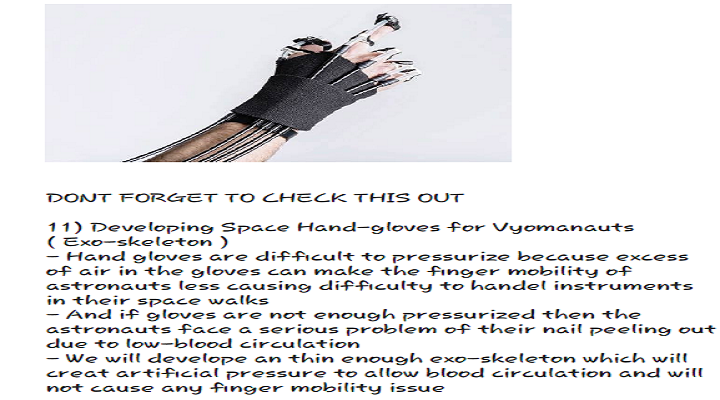 DONT FORGET TO CHECK THIS OUT
11) Developing Space Hand-gloves for Vyomanauts
( Exo-skeleton )
- Hand gloves are difficult to pressurize because excess
of air in the gloves can make the finger mobility of
astronauts less causing difficulty to handel instruments
in their space walks
- And if gloves are not enough pressurized then the
astronauts face a serious problem of their nail peeling out
due to low-blood circulation
- We will develope an thin enough exo-skeleton which will
creat artificial pressure to allow blood circulation and will
not cause any finger mobility issue